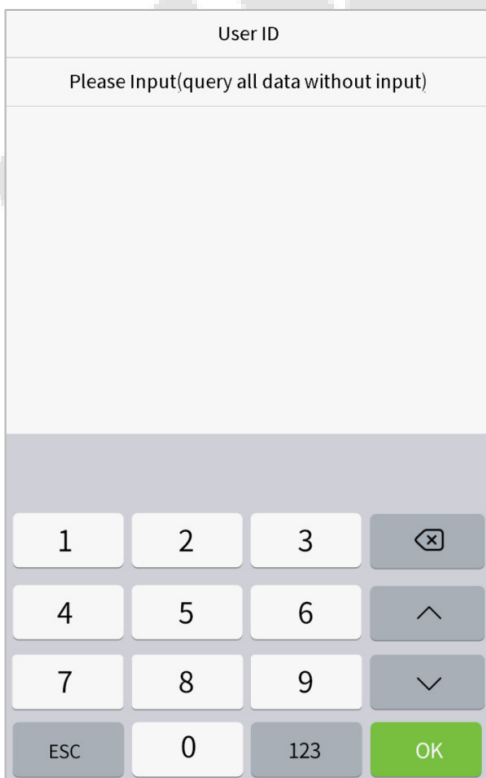 User ID
Please Input(query all data without input)
1 2 3
4 5 6
7 8 9
ESC 0 123 OK